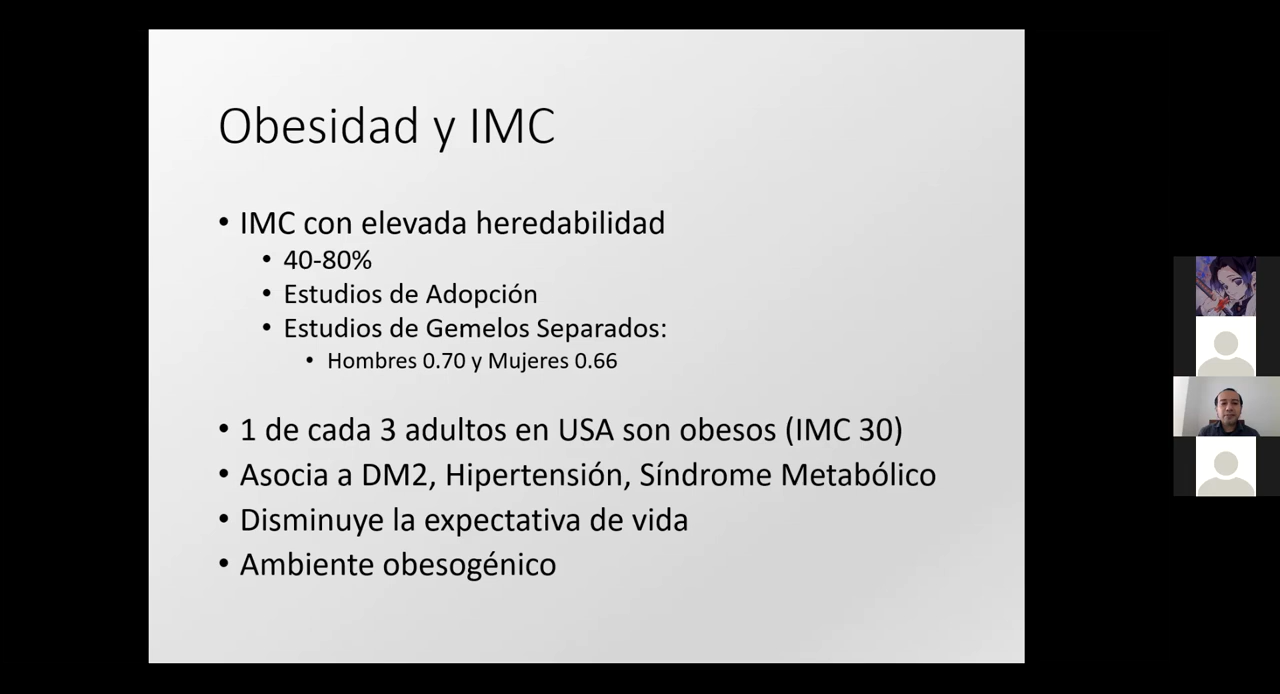 Obesidad y IMC
• IMC con elevada heredabilidad
• 40-80%
• Estudios de Adopción
• Estudios de Gemelos Separados:
• Hombres 0.70 y Mujeres 0.66
• 1 de cada 3 adultos en USA son obesos (IMC 30)
• Asocia a DM2, Hipertensión, Síndrome Metabólico
• Disminuye la expectativa de vida
• Ambiente obesogénico